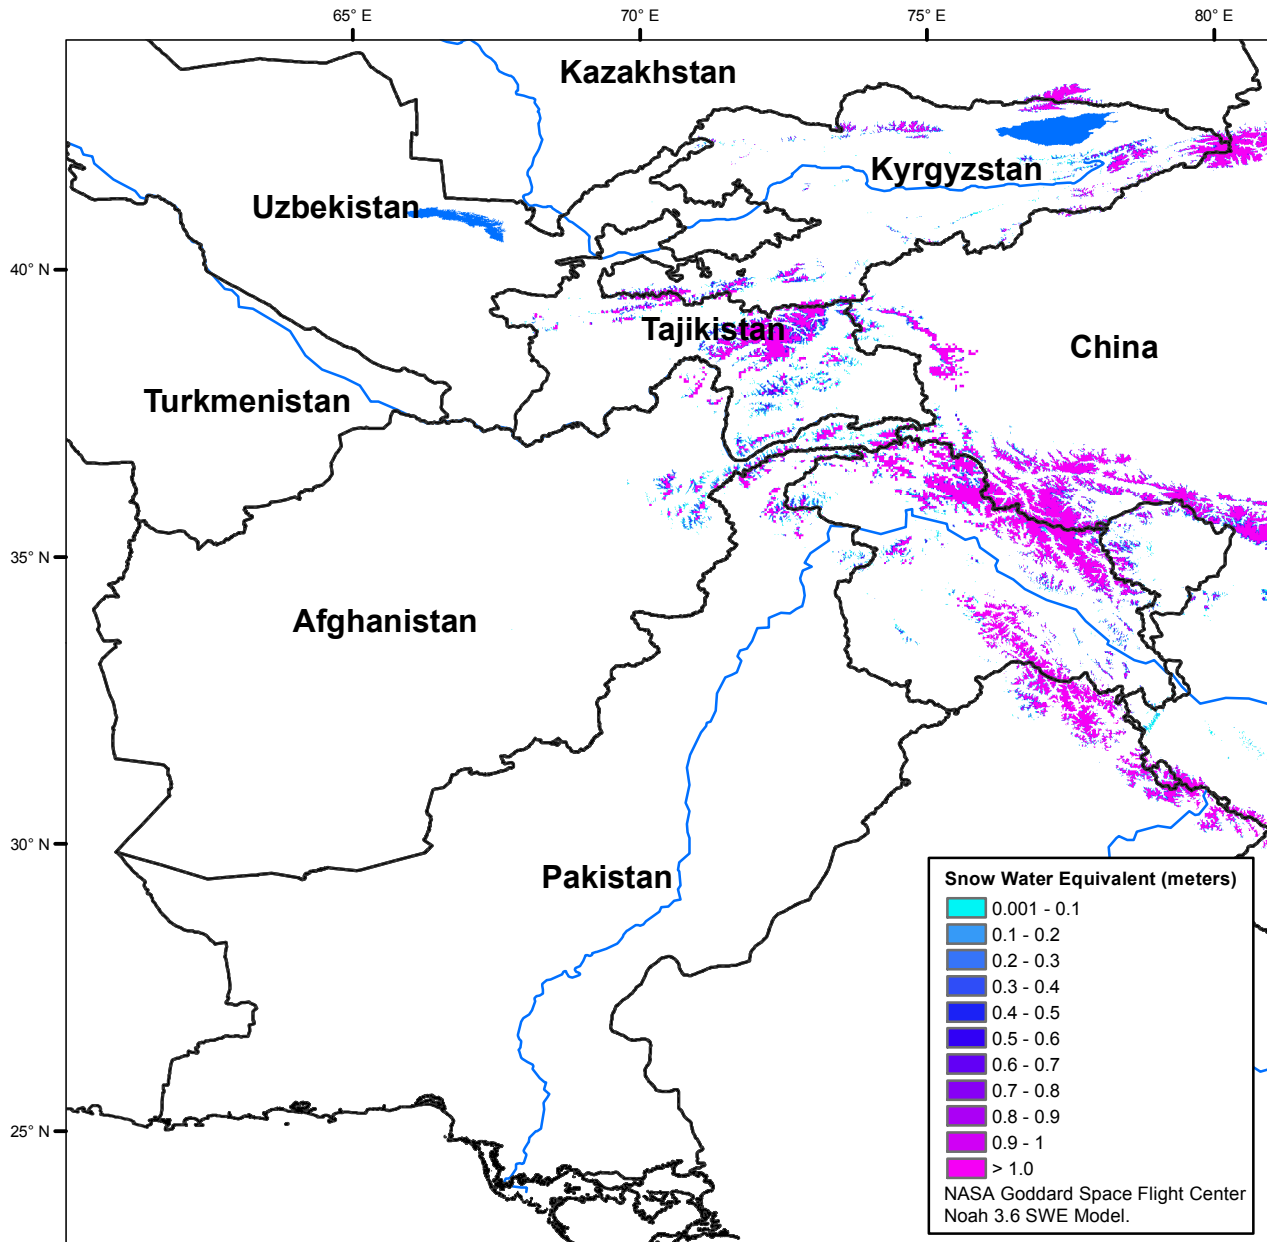 65° E
70° E
75° E
80° E
Kazakhstan
Kyrgyzstan
Uzbekistan
40° N
Tajikistan
China
Turkmenistan
35° N
Afghanistan
30° N
Pakistan
Snow Water Equivalent (meters)
0.001 - 0.1
0.1 - 0.2
0.2 - 0.3
0.3 - 0.4
0.4 - 0.5
0.5 - 0.6
0.6 - 0.7
0.7 - 0.8
0.8 - 0.9
0.9 - 1
> 1.0
NASA Goddard Space Flight Center
Noah 3.6 SWE Model.
25° N